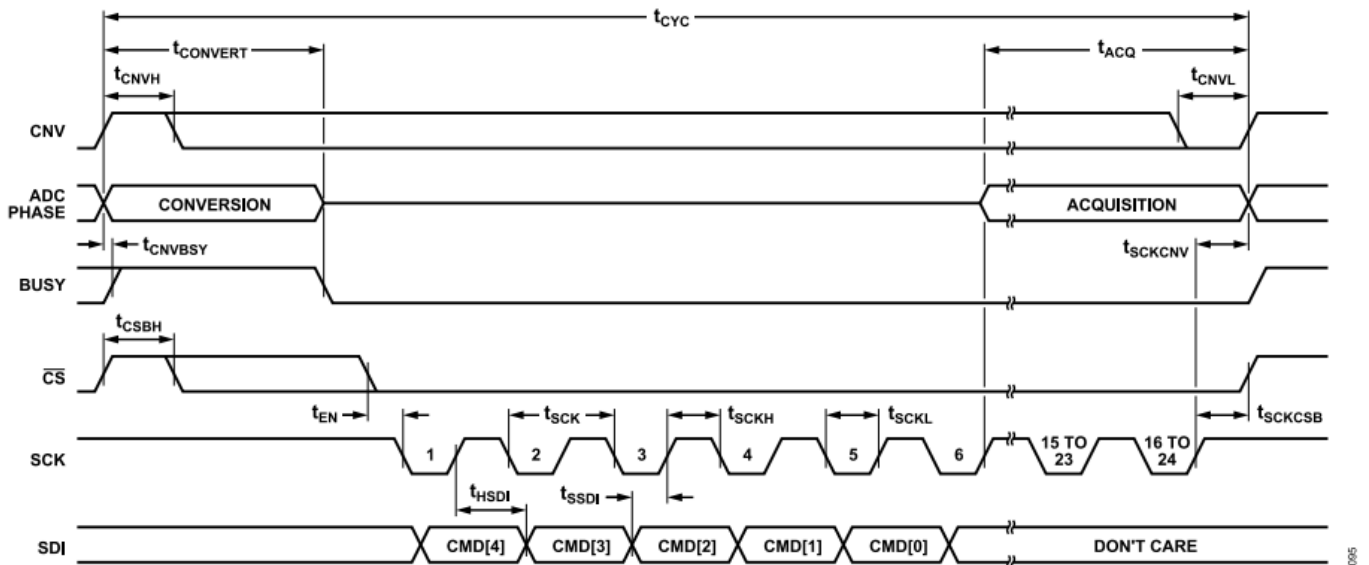 tCYC
tCONVERT
tACQ
tCNVH
tCNVL
CNV
ADC
PHASE
CONVERSION
ACQUISITION
tCNVBSY
tSCKCNV
BUSY
tCSBH
CS
tEN
tSCK
tSCKH
tSCKL
tSCKCSB
SCK
1
2
3
4
5
6
15 TO
23
16 TO
24
tHSDI
tSSDI
SDI
CMD[4]
CMD[3]
CMD[2]
CMD[1]
CMD[0]
DON'T CARE
095